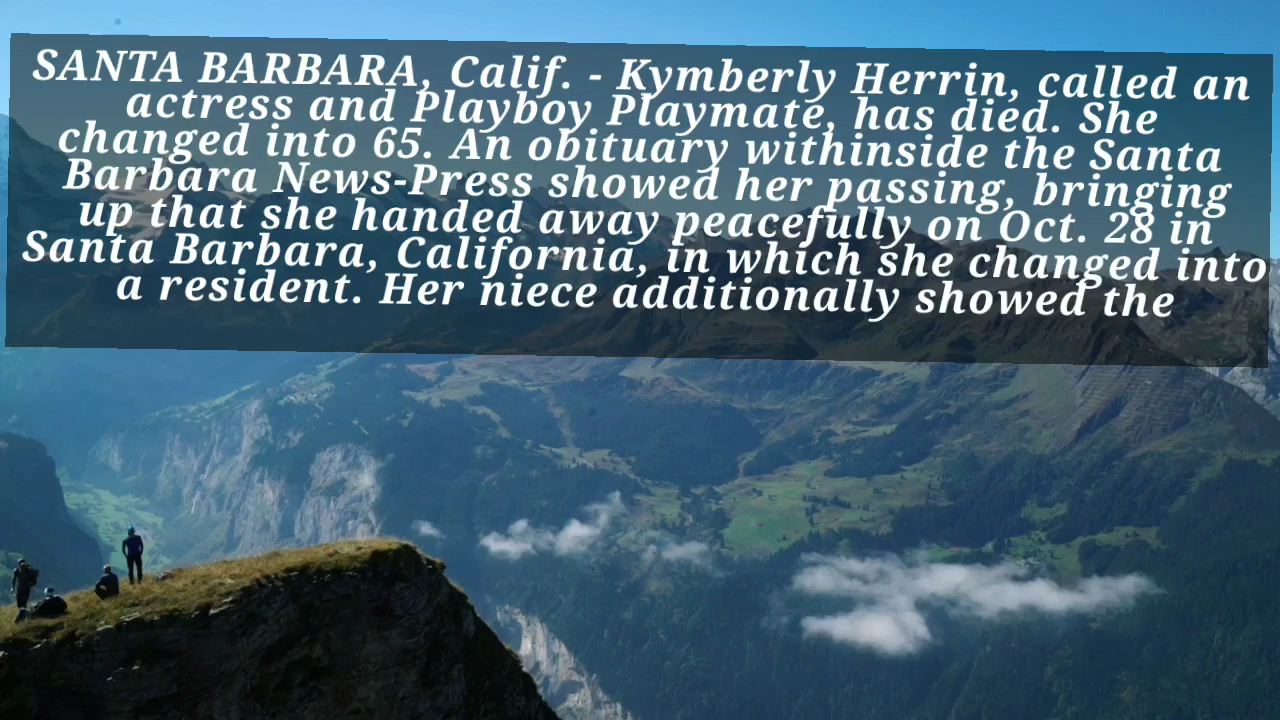 SANTA BARBARA, Calif. - Kymberly Herrin, called an
actress and Playboy Playmate, has died. She
changed into 65. An obituary withinside the Santa
Barbara News-Press showed her passing, bringing
up that she handed away peacefully on Oct. 28 in
Santa Barbara, California, in which she changed into
a resident. Her niece additionally showed the